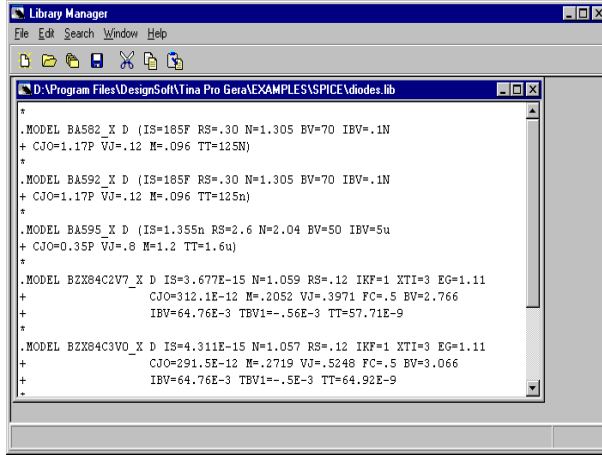 Library Manager
File Edit Search Window Help
D:\Program Files\DesignSoft\Tina Pro Gera\EXAMPLES\SPICE\diodes.lib
*
.MODEL BA582_X D (IS=185F RS=.30 N=1.305 BV=70 IBV=.1N
+ CJO=1.17P VJ=.12 M=.096 TT=125N)
*
.MODEL BA592_X D (IS=185F RS=.30 N=1.305 BV=70 IBV=.1N
+ CJO=1.17P VJ=.12 M=.096 TT=125n)
*
.MODEL BA595_X D (IS=1.355n RS=2.6 N=2.04 BV=50 IBV=5u
+ CJO=0.35P VJ=.8 M=1.2 TT=1.6u)
*
.MODEL BZX84C2V7_X D IS=3.677E-15 N=1.059 RS=.12 IKF=1 XTI=3 EG=1.11
+ CJO=312.1E-12 M=.2052 VJ=.3971 FC=.5 BV=2.766
+ IBV=64.76E-3 TBV1=-.56E-3 TT=57.71E-9
*
.MODEL BZX84C3V0_X D IS=4.311E-15 N=1.057 RS=.12 IKF=1 XTI=3 EG=1.11
+ CJO=291.5E-12 M=.2719 VJ=.5248 FC=.5 BV=3.066
+ IBV=64.76E-3 TBV1=-.5E-3 TT=64.92E-9
*